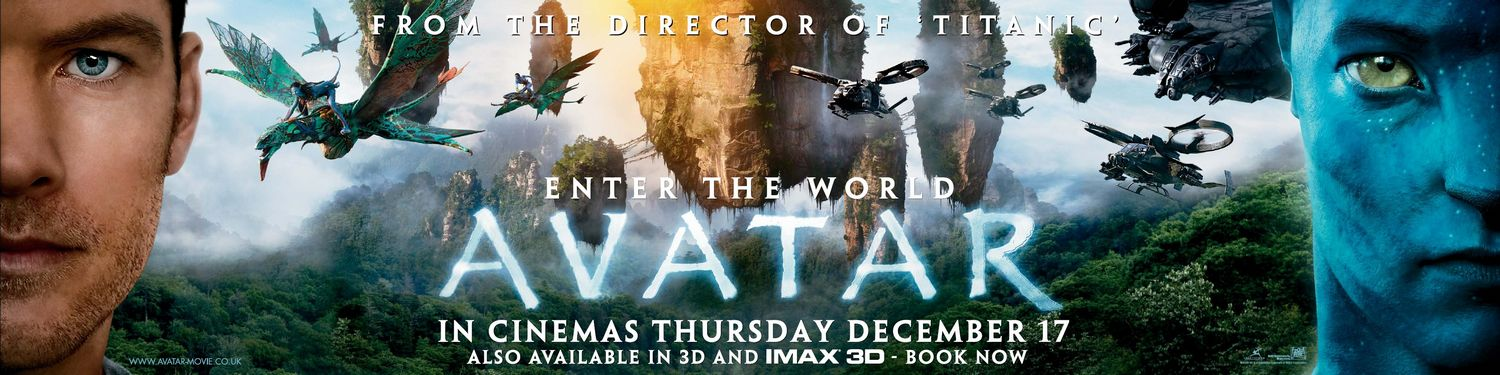 FROM THE DIRECTOR OF ‘TITANIC’
ENTER THE WORLD
AVATAR
IN CINEMAS THURSDAY DECEMBER 17
ALSO AVAILABLE IN 3D AND IMAX 3D - BOOK NOW
WWW.AVATAR-MOVIE.CO.UK